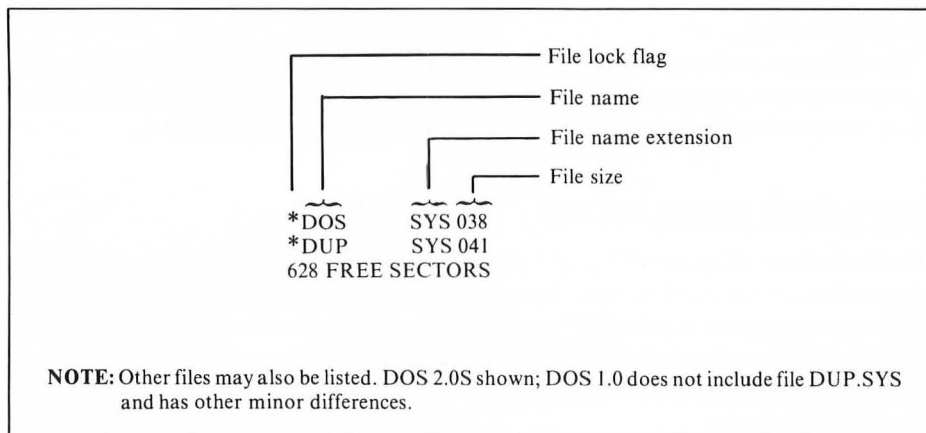 File lock flag
File name
File name extension
File size
*DOS SYS 038
*DUP SYS 041
628 FREE SECTORS
NOTE: Other files may also be listed. DOS 2.0S shown; DOS 1.0 does not include file DUP.SYS
and has other minor differences.